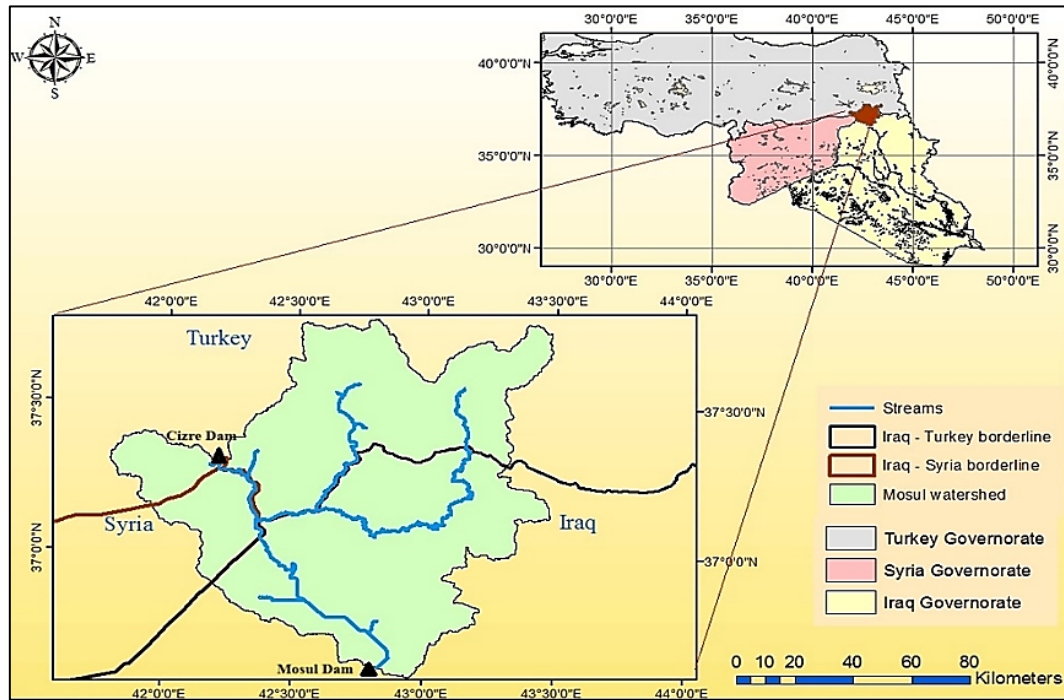 N
W E
S
30°0'0"E 35°0'0"E 40°0'0"E 45°0'0"E 50°0'0"E
40°0'0"N 40°0'0"N
35°0'0"N 35°0'0"N
30°0'0"N 30°0'0"N
30°0'0"E 35°0'0"E 40°0'0"E 45°0'0"E 50°0'0"E
42°0'0"E 42°30'0"E 43°0'0"E 43°30'0"E 44°0'0"E
Turkey
37°30'0"N 37°30'0"N
Cizre Dam
Syria Iraq
37°0'0"N 37°0'0"N
Mosul Dam
42°0'0"E 42°30'0"E 43°0'0"E 43°30'0"E 44°0'0"E
Streams
Iraq - Turkey borderline
Iraq - Syria borderline
Mosul watershed
Turkey Governorate
Syria Governorate
Iraq Governorate
0 10 20 40 60 80
Kilometers